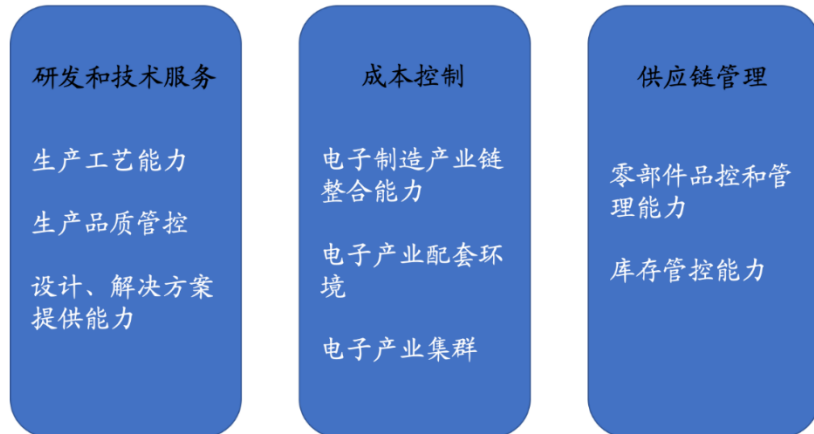 研发和技术服务
生产工艺能力
生产品质管控
设计、解决方案
提供能力
成本控制
电子制造产业链
整合能力
电子产业配套环
境
电子产业集群
供应链管理
零部件品控和管
理能力
库存管控能力